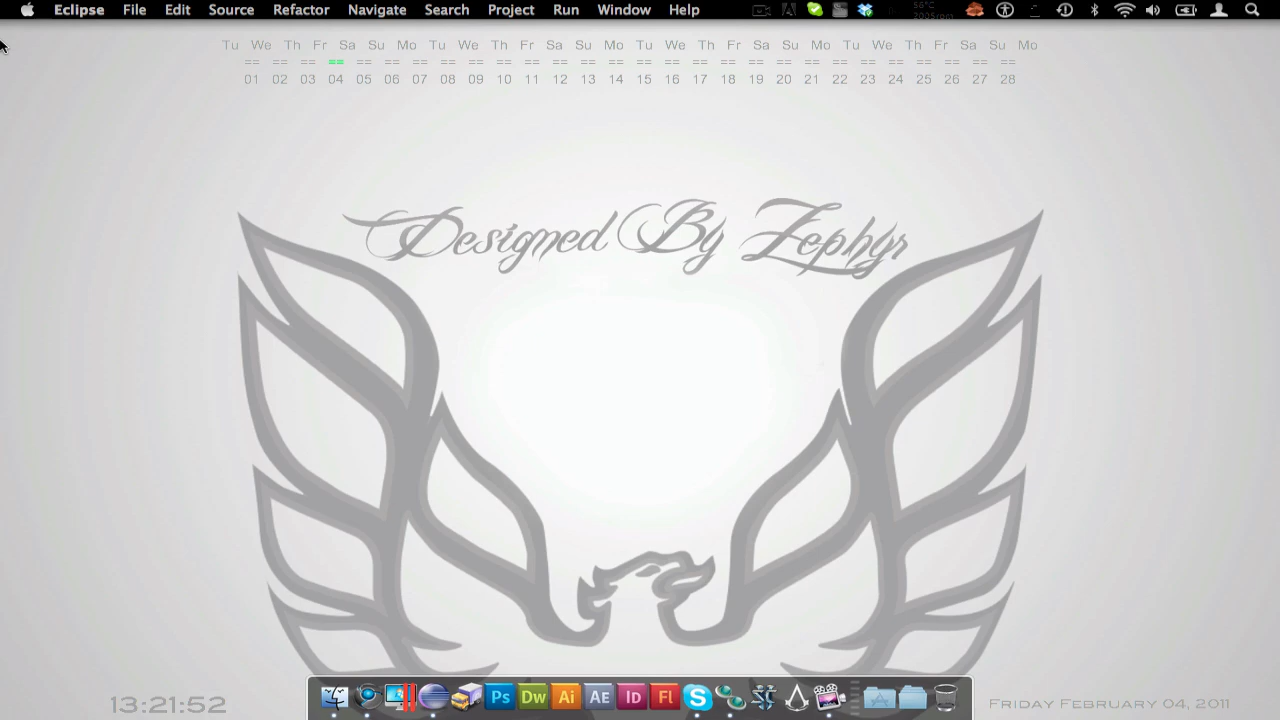 Eclipse File Edit Source Refactor Navigate Search Project Run Window Help 56°C
Tu We Th Fr Sa Su Mo Tu We Th Fr Sa Su Mo Tu We Th Fr Sa Su Mo Tu We Th Fr Sa Su Mo
== == == == == == == == == == == == == == == == == == == == == == == == == == == ==
01 02 03 04 05 06 07 08 09 10 11 12 13 14 15 16 17 18 19 20 21 22 23 24 25 26 27 28
Designed By Zephyr
Ps Dw Ai AE Id Fl S
13:21:52
Friday February 04, 2011